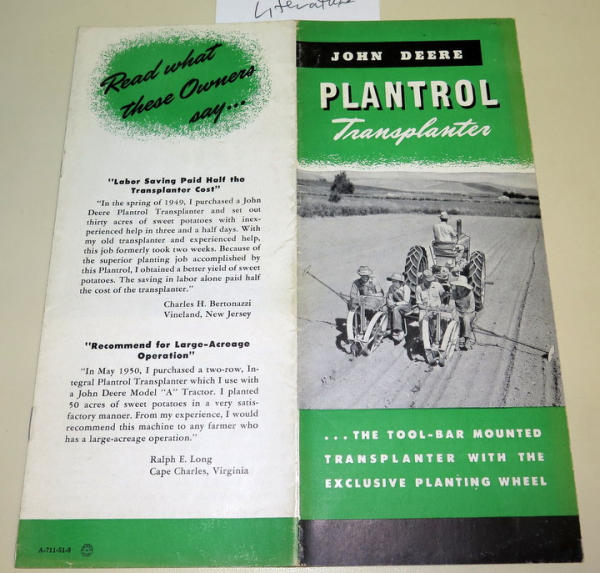 Literature
Read what
these Owners
say...
"Labor Saving Paid Half the
Transplanter Cost"
"In the spring of 1949, I purchased a John
Deere Plantrol Transplanter and set out
thirty acres of sweet potatoes with inex-
perienced help in three and a half days. With
my old transplanter and experienced help,
this job formerly took two weeks. Because of
the superior planting job accomplished by
this Plantrol, I obtained a better yield of sweet
potatoes. The saving in labor alone paid half
the cost of the transplanter."
Charles H. Bertonazzi
Vineland, New Jersey
"Recommend for Large-Acreage
Operation"
"In May 1950, I purchased a two-row, In-
tegral Plantrol Transplanter which I use with
a John Deere Model "A" Tractor. I planted
50 acres of sweet potatoes in a very satis-
factory manner. From my experience, I would
recommend this machine to any farmer who
has a large-acreage operation."
Ralph E. Long
Cape Charles, Virginia
A-711-51-5
JOHN DEERE
PLANTROL
Transplanter
...THE TOOL-BAR MOUNTED
TRANSPLANTER WITH THE
EXCLUSIVE PLANTING WHEEL